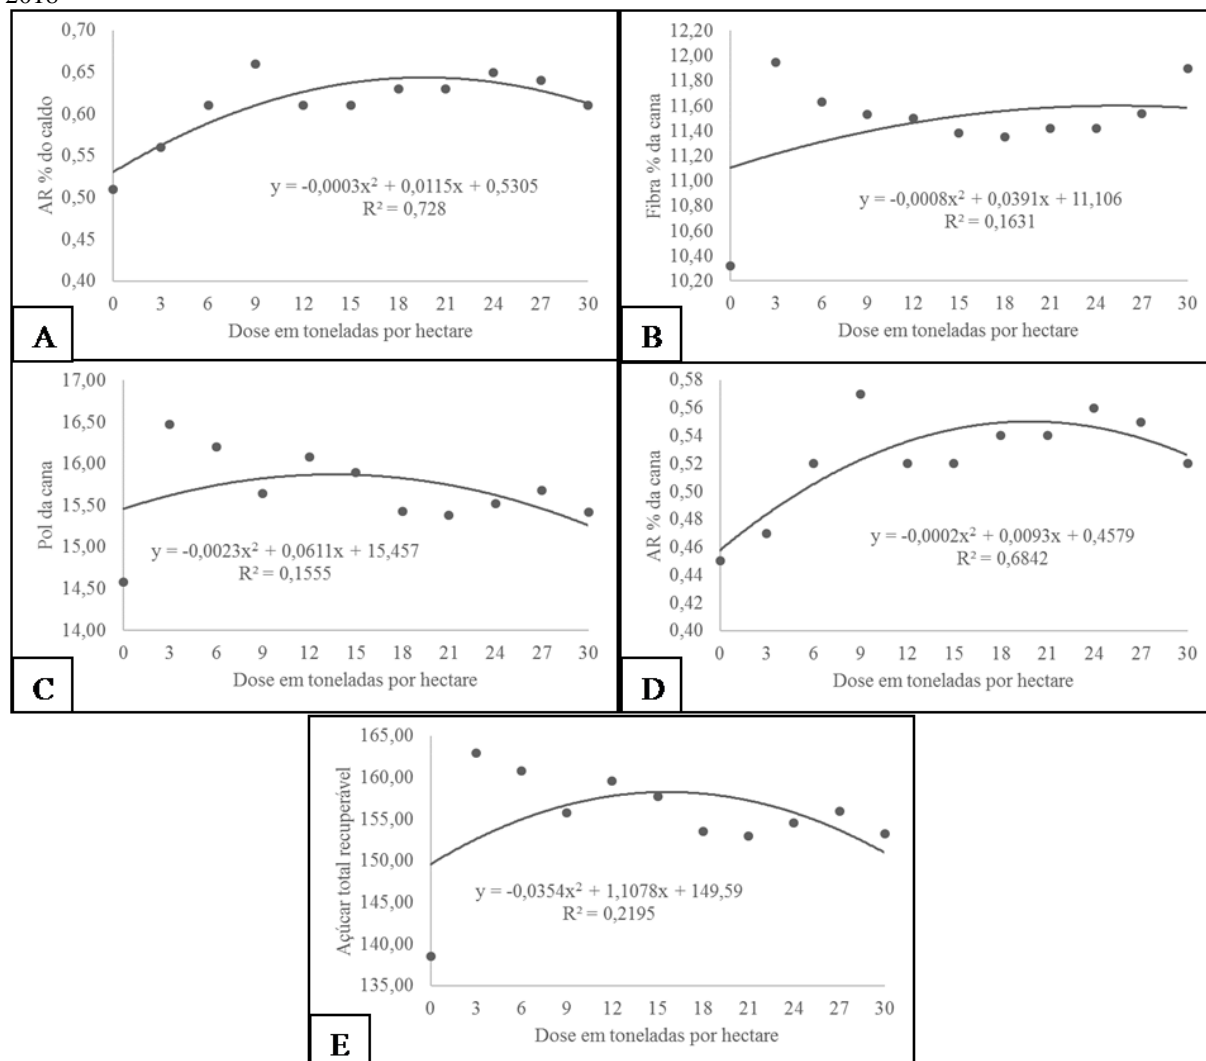 2018
0,70
0,65
0,60
0,55
0,50
0,45
0,40
AR % do caldo
y = -0,0003x² + 0,0115x + 0,5305
R² = 0,728
0 3 6 9 12 15 18 21 24 27 30
Dose em toneladas por hectare
A
12,20
12,00
11,80
11,60
11,40
11,20
11,00
10,80
10,60
10,40
10,20
Fibra % da cana
y = -0,0008x² + 0,0391x + 11,106
R² = 0,1631
0 3 6 9 12 15 18 21 24 27 30
Dose em toneladas por hectare
B
17,00
16,50
16,00
15,50
15,00
14,50
14,00
Pol da cana
y = -0,0023x² + 0,0611x + 15,457
R² = 0,1555
0 3 6 9 12 15 18 21 24 27 30
Dose em toneladas por hectare
C
0,58
0,56
0,54
0,52
0,50
0,48
0,46
0,44
0,42
0,40
AR % da cana
y = -0,0002x² + 0,0093x + 0,4579
R² = 0,6842
0 3 6 9 12 15 18 21 24 27 30
Dose em toneladas por hectare
D
165,00
160,00
155,00
150,00
145,00
140,00
135,00
Açúcar total recuperável
y = -0,0354x² + 1,1078x + 149,59
R² = 0,2195
0 3 6 9 12 15 18 21 24 27 30
Dose em toneladas por hectare
E